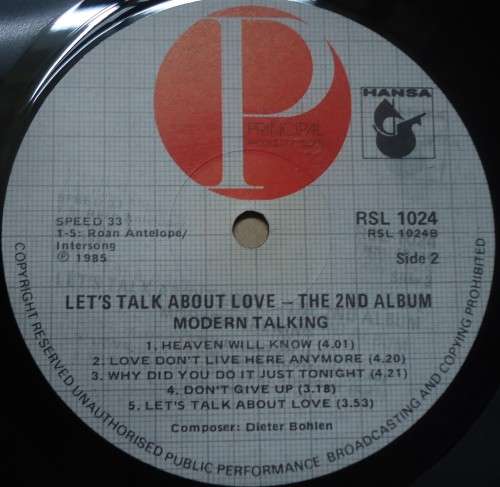 P
PRINCIPAL
HANSA
SPEED 33
1-5: Roan Antelope/
Intersong
℗ 1985
RSL 1024
RSL 1024B
Side 2
LET'S TALK ABOUT LOVE – THE 2ND ALBUM
MODERN TALKING
1. HEAVEN WILL KNOW (4.01)
2. LOVE DON'T LIVE HERE ANYMORE (4.20)
3. WHY DID YOU DO IT JUST TONIGHT (4.21)
4. DON'T GIVE UP (3.18)
5. LET'S TALK ABOUT LOVE (3.53)
Composer: Dieter Bohlen
COPYRIGHT RESERVED UNAUTHORISED PUBLIC PERFORMANCE BROADCASTING AND COPYING PROHIBITED